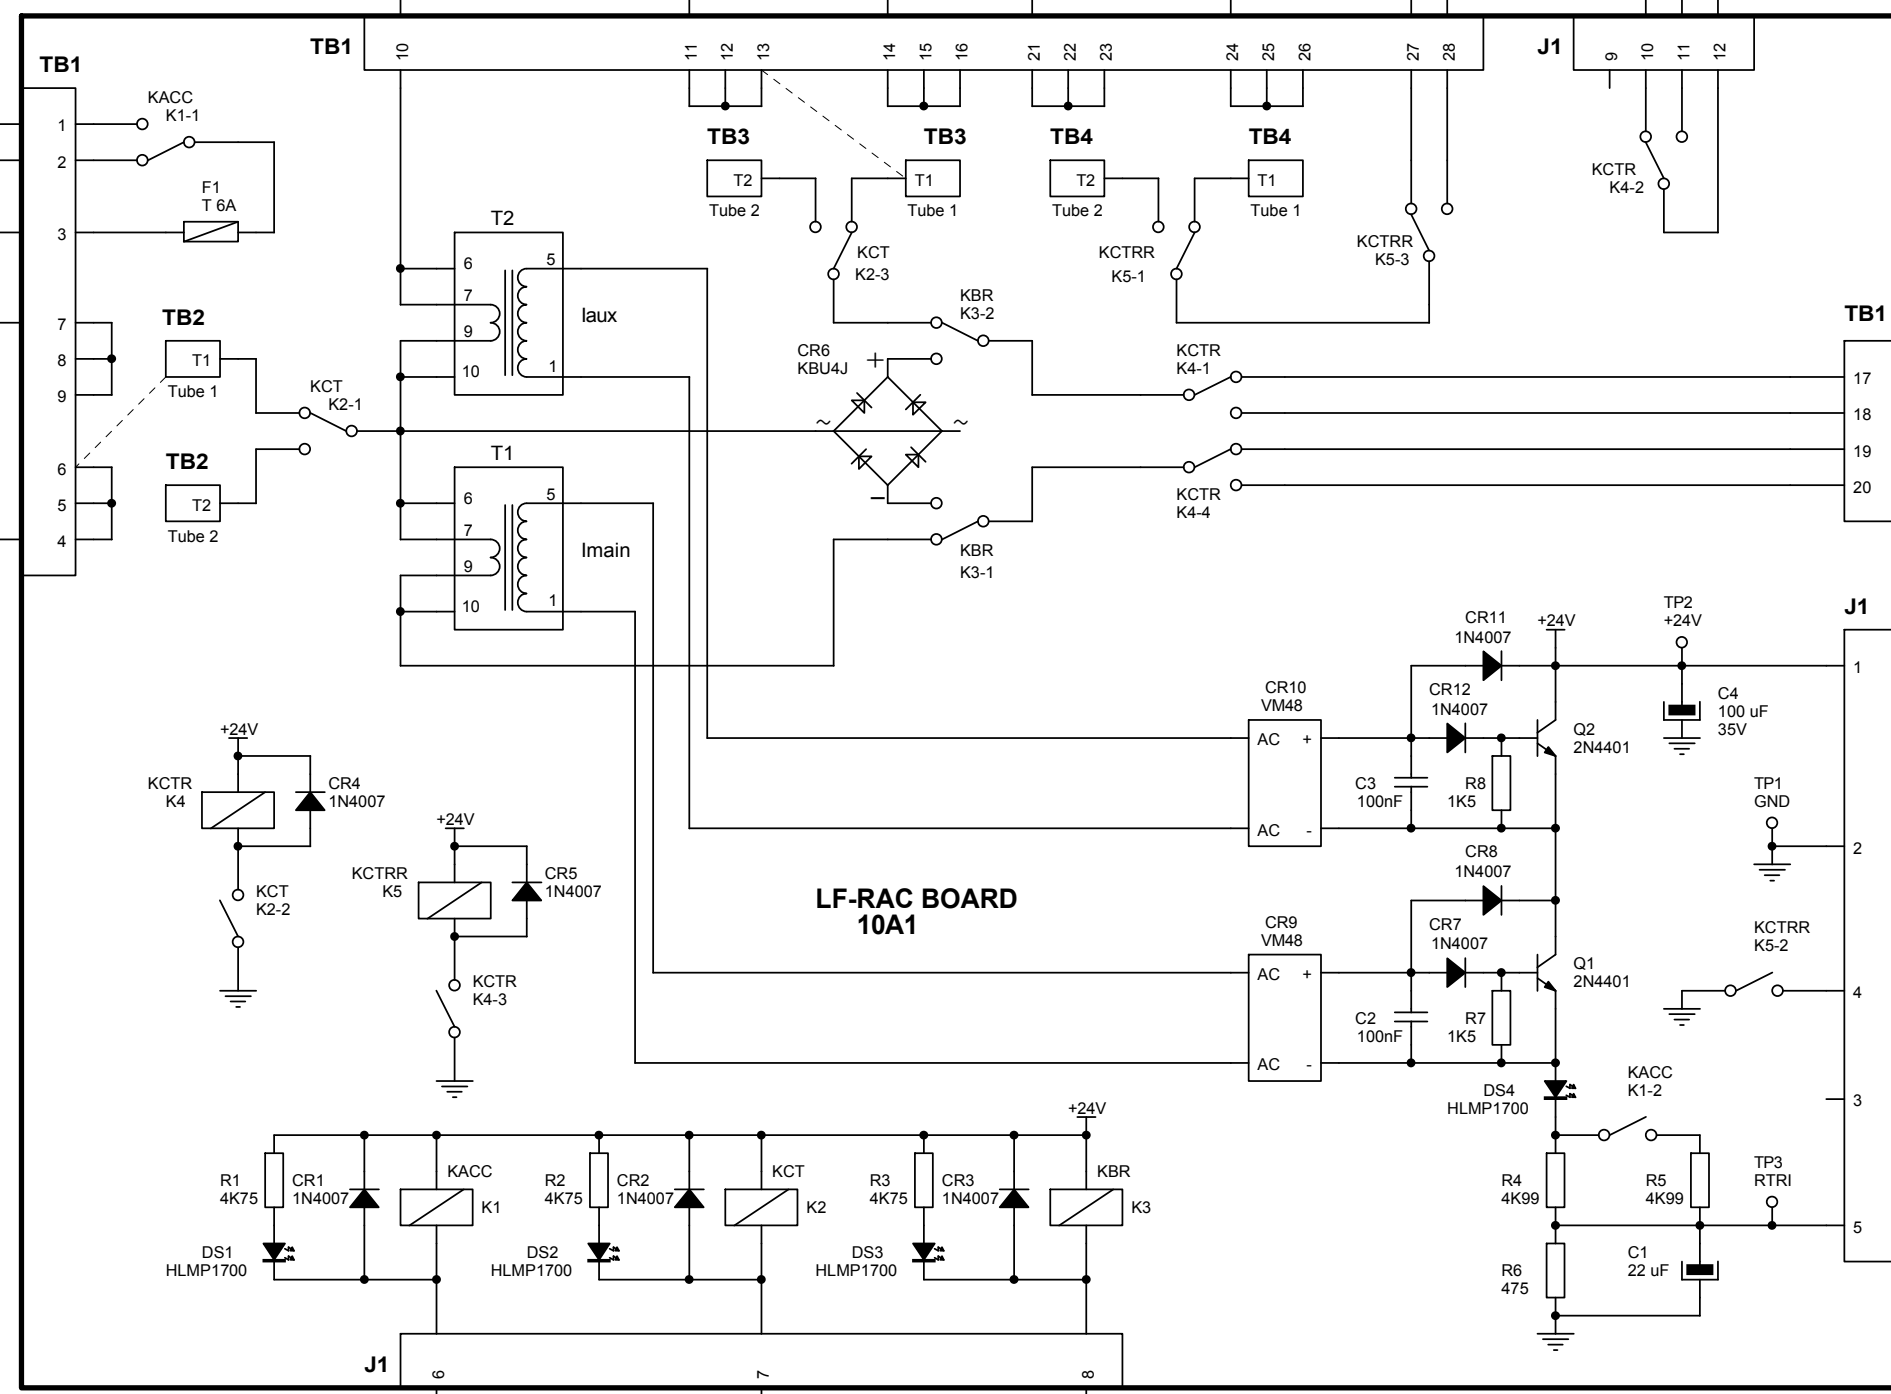 TB1
10
11
12
13
14
15
16
21
22
23
24
25
26
27
28
J1
9
10
11
12
TB1
1
2
3
7
8
9
6
5
4
KACC
K1-1
F1
T 6A
TB3
T2
Tube 2
TB3
T1
Tube 1
TB4
T2
Tube 2
TB4
T1
Tube 1
KCT
K2-3
KCTRR
K5-1
KCTRR
K5-3
KCTR
K4-2
TB2
T1
Tube 1
TB2
T2
Tube 2
KCT
K2-1
T2
6
7
9
10
5
1
Iaux
T1
6
7
9
10
5
1
Imain
KBR
K3-2
CR6
KBU4J
+
~
~
−
KBR
K3-1
KCTR
K4-1
KCTR
K4-4
TB1
17
18
19
20
J1
1
2
4
3
5
CR11
1N4007
+24V
TP2
+24V
CR10
VM48
AC +
AC -
CR12
1N4007
C4
100 uF
35V
Q2
2N4401
C3
100nF
R8
1K5
TP1
GND
CR8
1N4007
CR9
VM48
AC +
AC -
CR7
1N4007
Q1
2N4401
C2
100nF
R7
1K5
KCTRR
K5-2
DS4
HLMP1700
KACC
K1-2
R4
4K99
R5
4K99
TP3
RTRI
R6
475
C1
22 uF
+24V
KCTR
K4
CR4
1N4007
KCT
K2-2
+24V
KCTRR
K5
CR5
1N4007
KCTR
K4-3
LF-RAC BOARD
10A1
+24V
R1
4K75
CR1
1N4007
KACC
K1
DS1
HLMP1700
R2
4K75
CR2
1N4007
KCT
K2
DS2
HLMP1700
R3
4K75
CR3
1N4007
KBR
K3
DS3
HLMP1700
J1
6
7
8